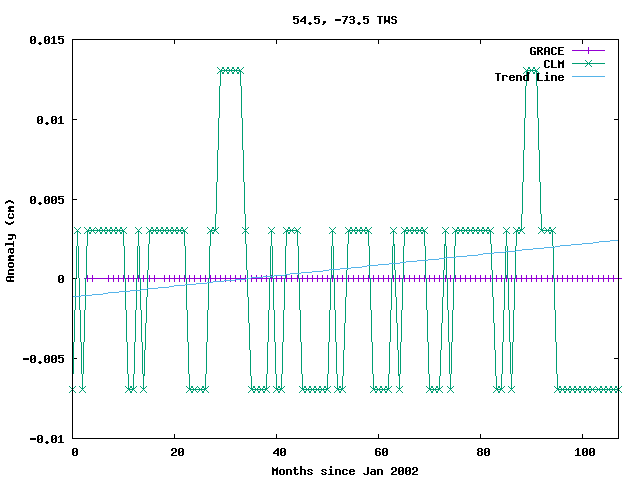 54.5, -73.5 TWS
0.015
GRACE
CLM
Trend Line
0.01
0.005
0
-0.005
-0.01
Anomaly (cm)
0 20 40 60 80 100
Months since Jan 2002